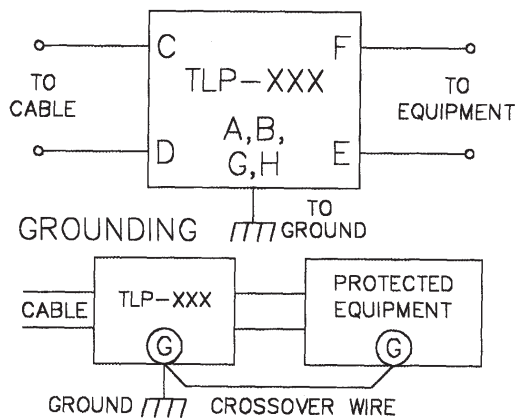 C F
TO CABLE
TLP-XXX
TO EQUIPMENT
A,B,
G,H
D E
TO GROUND
GROUNDING
CABLE
TLP-XXX
PROTECTED
EQUIPMENT
G G
GROUND
CROSSOVER WIRE